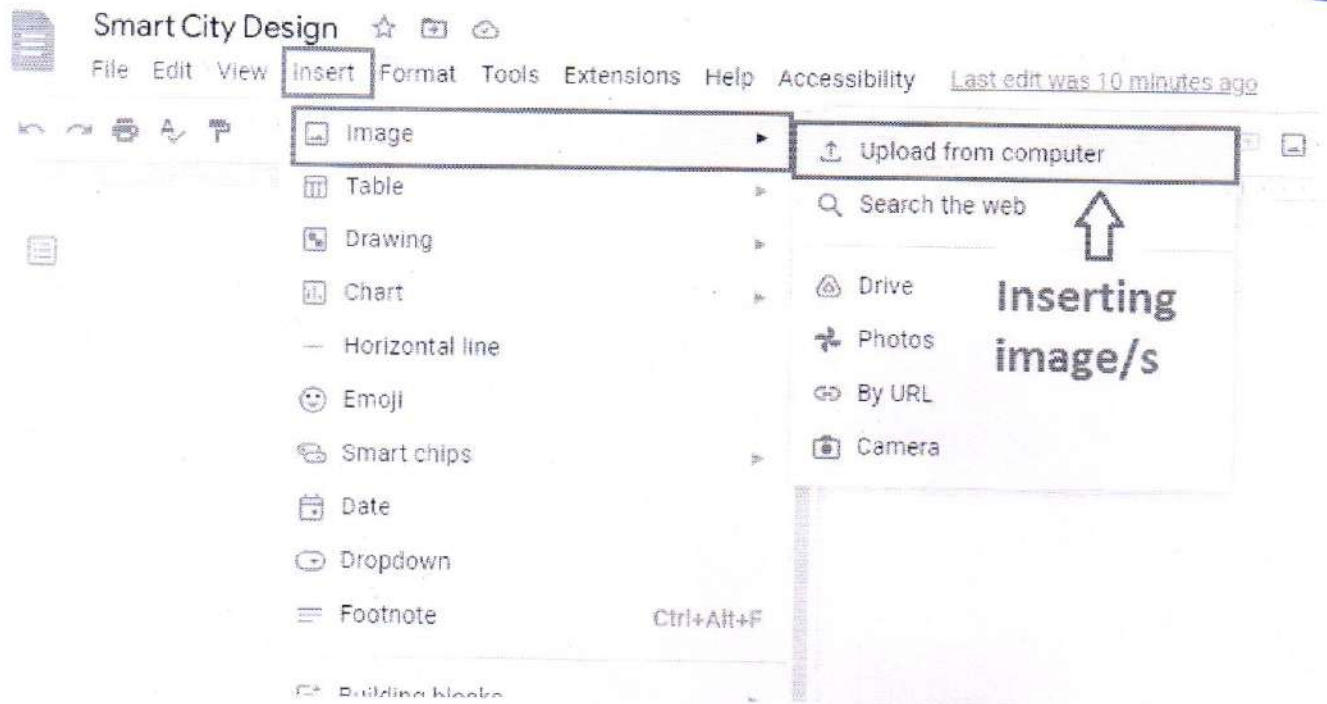 Smart City Design
File Edit View Insert Format Tools Extensions Help Accessibility Last edit was 10 minutes ago
Image
Upload from computer
Table
Search the web
Drawing
Drive
Chart
Inserting
Photos
image/s
Horizontal line
By URL
Emoji
Camera
Smart chips
Date
Dropdown
Footnote Ctrl+Alt+F
Building blocks